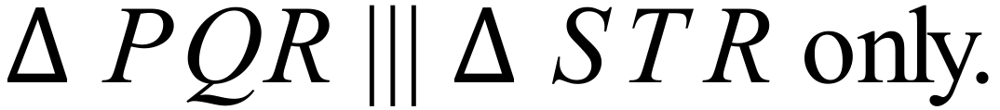 Δ PQR ||| Δ STR only.